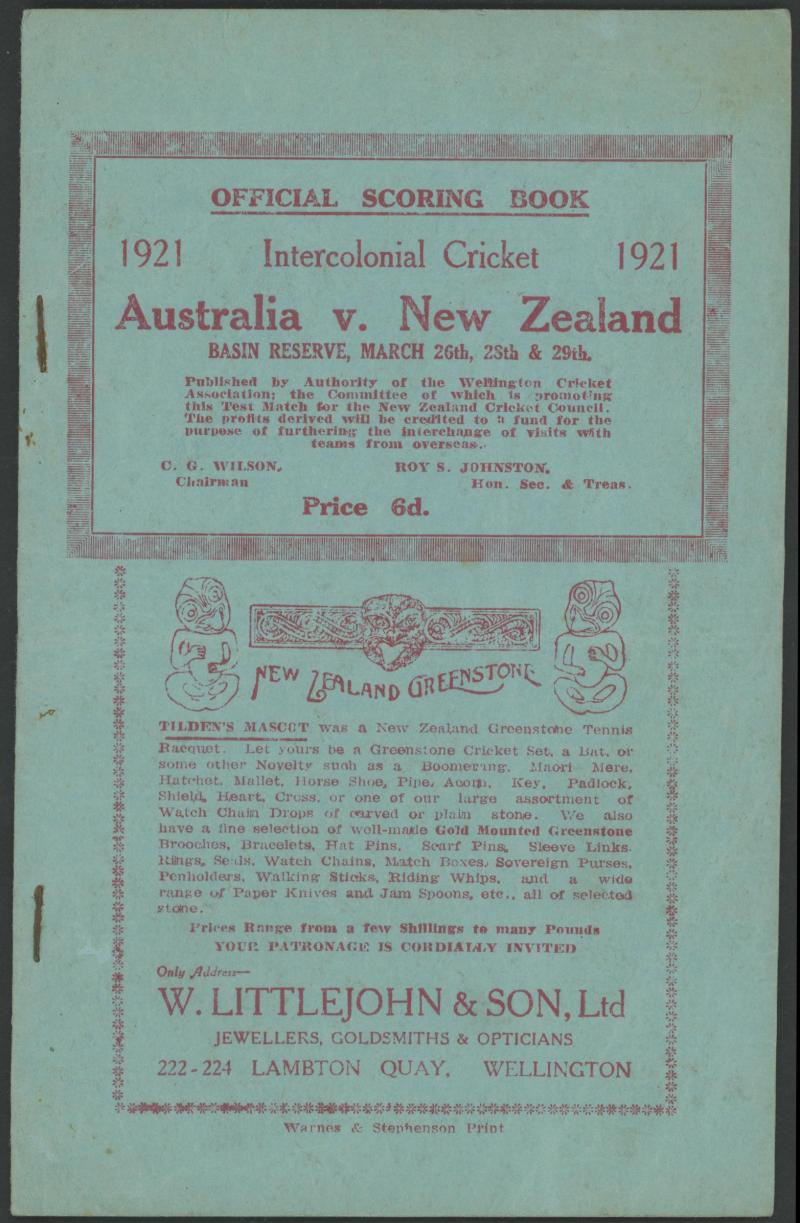 OFFICIAL SCORING BOOK
1921 Intercolonial Cricket 1921
Australia v. New Zealand
BASIN RESERVE, MARCH 26th, 28th & 29th.
Published by Authority of the Wellington Cricket
Association; the Committee of which is promoting
this Test Match for the New Zealand Cricket Council.
The profits derived will be credited to a fund for the
purpose of furthering the interchange of visits with
teams from overseas.
C. G. WILSON, ROY S. JOHNSTON,
Chairman Hon. Sec. & Treas.
Price 6d.
NEW ZEALAND GREENSTONE
TILDEN'S MASCOT was a New Zealand Greenstone Tennis
Racquet. Let yours be a Greenstone Cricket Set, a Bat, or
some other Novelty such as a Boomerang, Maori Mere,
Hatchet, Mallet, Horse Shoe, Pipe, Acorn, Key, Padlock,
Shield, Heart, Cross, or one of our large assortment of
Watch Chain Drops of carved or plain stone. We also
have a fine selection of well-made Gold Mounted Greenstone
Brooches, Bracelets, Hat Pins, Scarf Pins, Sleeve Links,
Rings, Seals, Watch Chains, Match Boxes, Sovereign Purses,
Penholders, Walking Sticks, Riding Whips, and a wide
range of Paper Knives and Jam Spoons, etc., all of selected
stone.
Prices Range from a few Shillings to many Pounds
YOUR PATRONAGE IS CORDIALLY INVITED
Only Address—
W. LITTLEJOHN & SON, Ltd
JEWELLERS, GOLDSMITHS & OPTICIANS
222-224 LAMBTON QUAY, WELLINGTON
Warnes & Stephenson Print